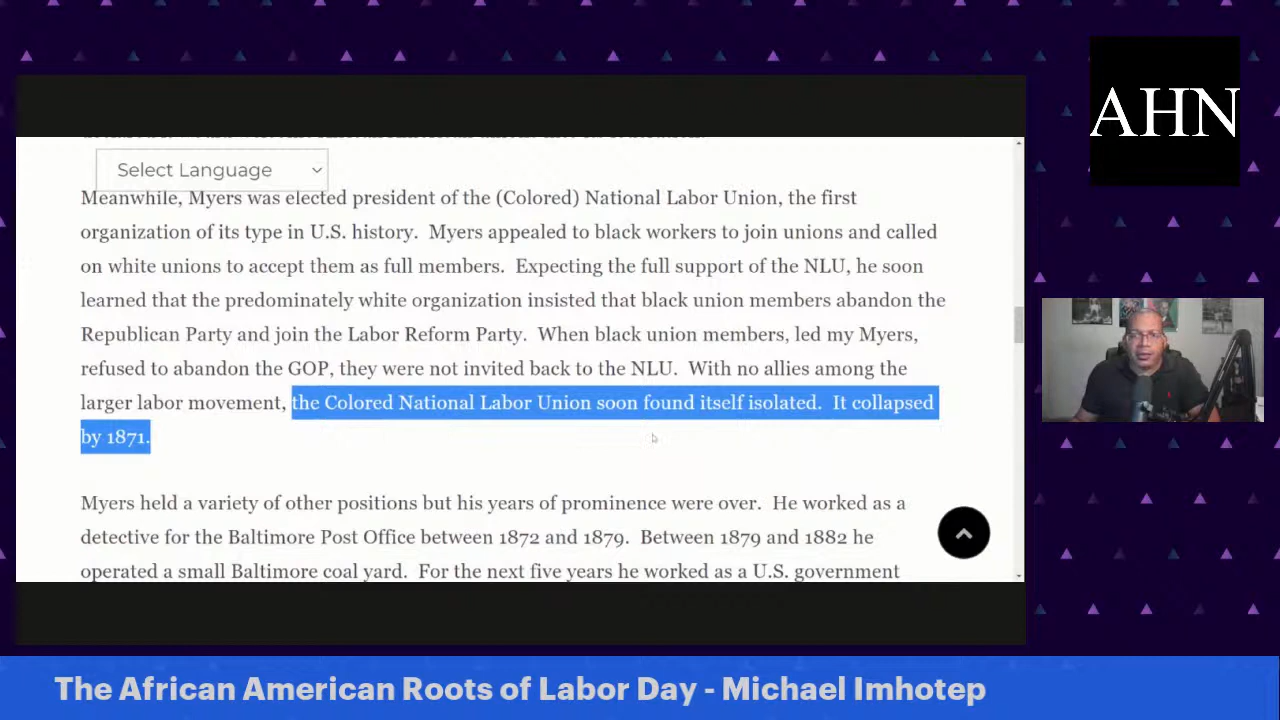 AHN
Select Language
Meanwhile, Myers was elected president of the (Colored) National Labor Union, the first
organization of its type in U.S. history. Myers appealed to black workers to join unions and called
on white unions to accept them as full members. Expecting the full support of the NLU, he soon
learned that the predominately white organization insisted that black union members abandon the
Republican Party and join the Labor Reform Party. When black union members, led my Myers,
refused to abandon the GOP, they were not invited back to the NLU. With no allies among the
larger labor movement, the Colored National Labor Union soon found itself isolated. It collapsed
by 1871.
Myers held a variety of other positions but his years of prominence were over. He worked as a
detective for the Baltimore Post Office between 1872 and 1879. Between 1879 and 1882 he
operated a small Baltimore coal yard. For the next five years he worked as a U.S. government
The African American Roots of Labor Day - Michael Imhotep